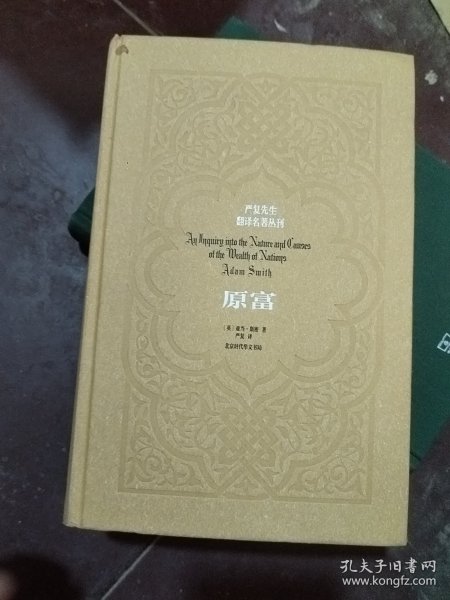 严复先生
翻译名著丛刊
An Inquiry into the Nature and Causes
of the Wealth of Nations
Adam Smith
原富
〔英〕亚当·斯密 著
严复 译
北京时代华文书局
孔夫子旧书网
www.kongfz.com